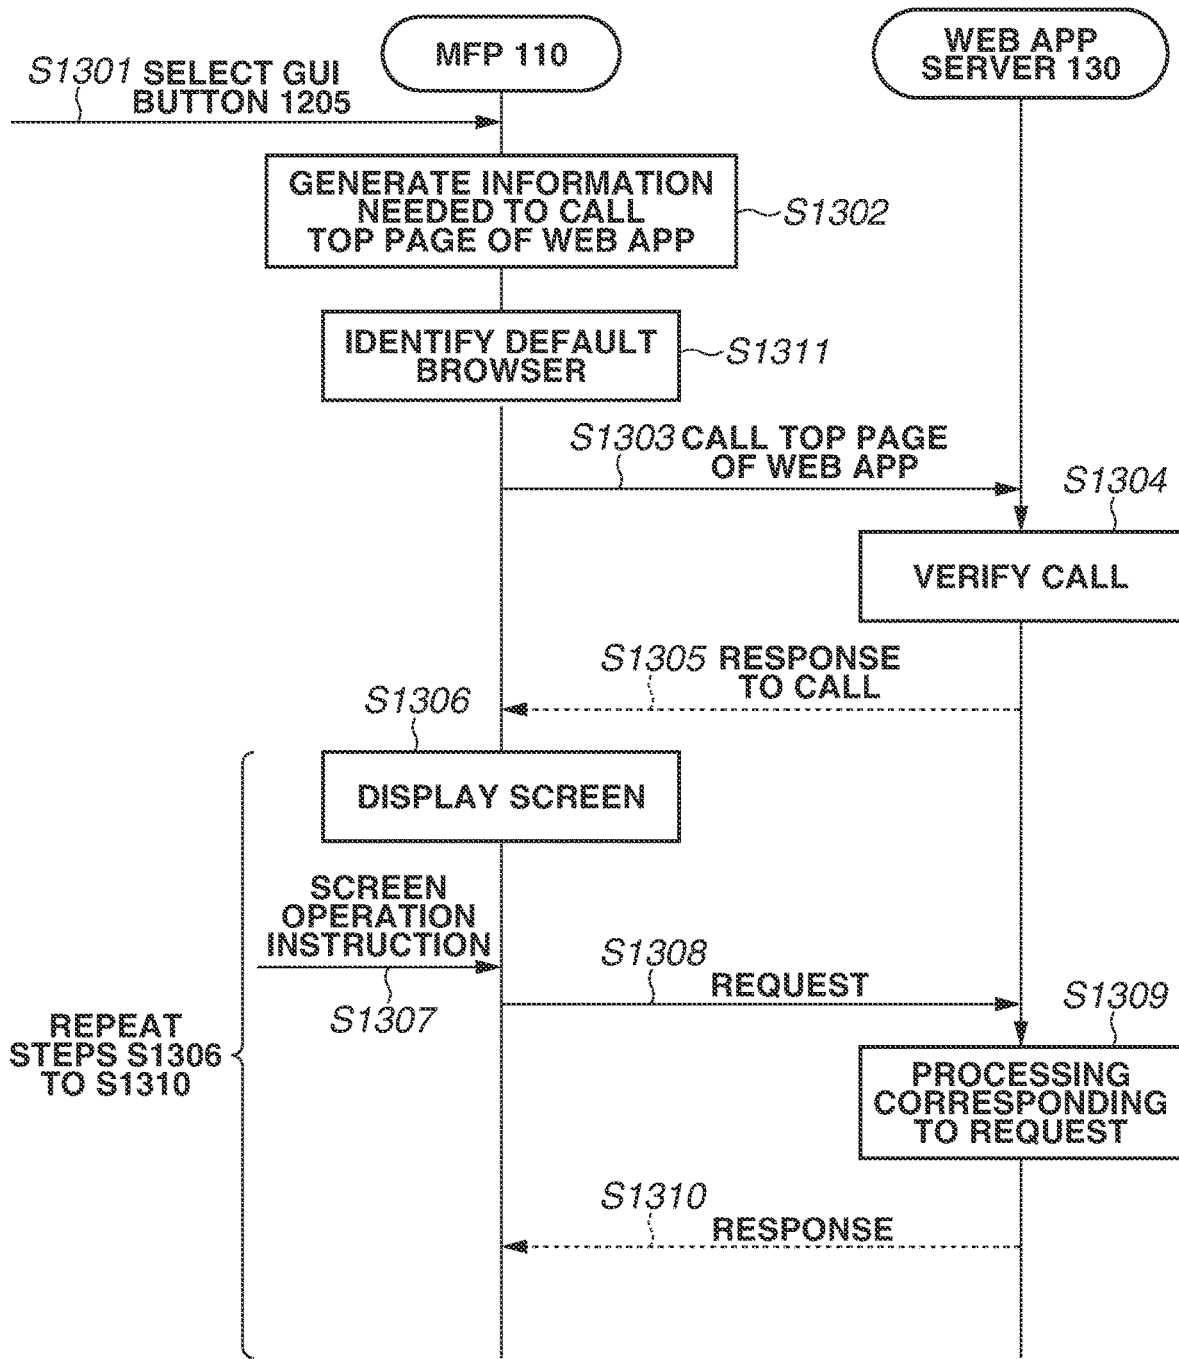 MFP 110
WEB APP
SERVER 130
S1301 SELECT GUI
BUTTON 1205
GENERATE INFORMATION
NEEDED TO CALL
TOP PAGE OF WEB APP
S1302
IDENTIFY DEFAULT
BROWSER
S1311
S1303 CALL TOP PAGE
OF WEB APP
S1304
VERIFY CALL
S1305 RESPONSE
TO CALL
S1306
DISPLAY SCREEN
SCREEN
OPERATION
INSTRUCTION
S1307
S1308
REQUEST
S1309
REPEAT
STEPS S1306
TO S1310
PROCESSING
CORRESPONDING
TO REQUEST
S1310
RESPONSE